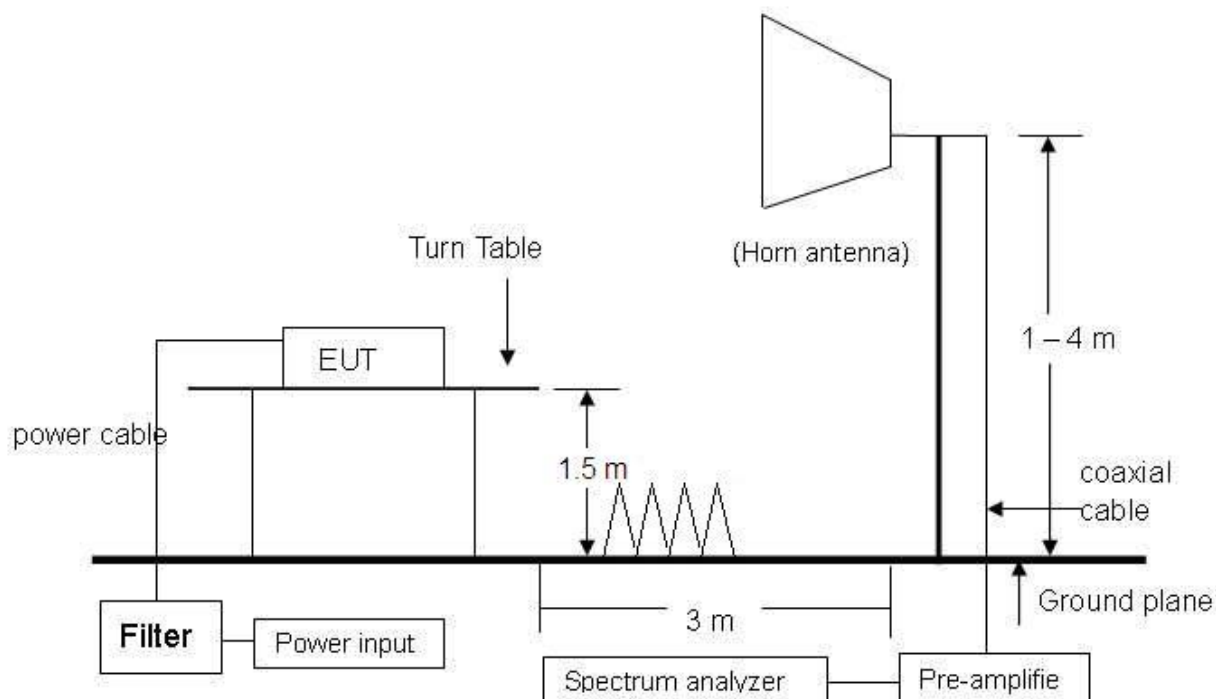 (Horn antenna)
Turn Table
1 – 4 m
EUT
power cable
1.5 m
coaxial
cable
Ground plane
3 m
Filter
Power input
Spectrum analyzer
Pre-amplifie